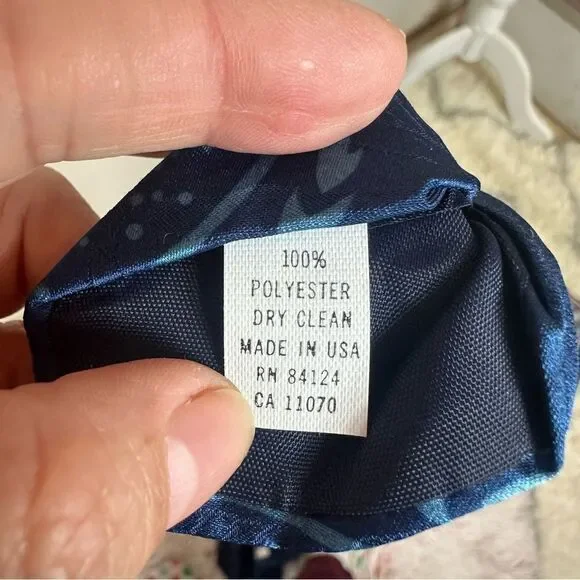 100%
POLYESTER
DRY CLEAN
MADE IN USA
RN 84124
CA 11070